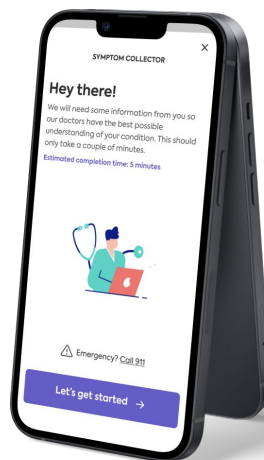 SYMPTOM COLLECTOR
Hey there!
We will need some information from you so
our doctors have the best possible
understanding of your condition. This should
only take a couple of minutes.
Estimated completion time: 5 minutes
Emergency? Call 911
Let's get started →